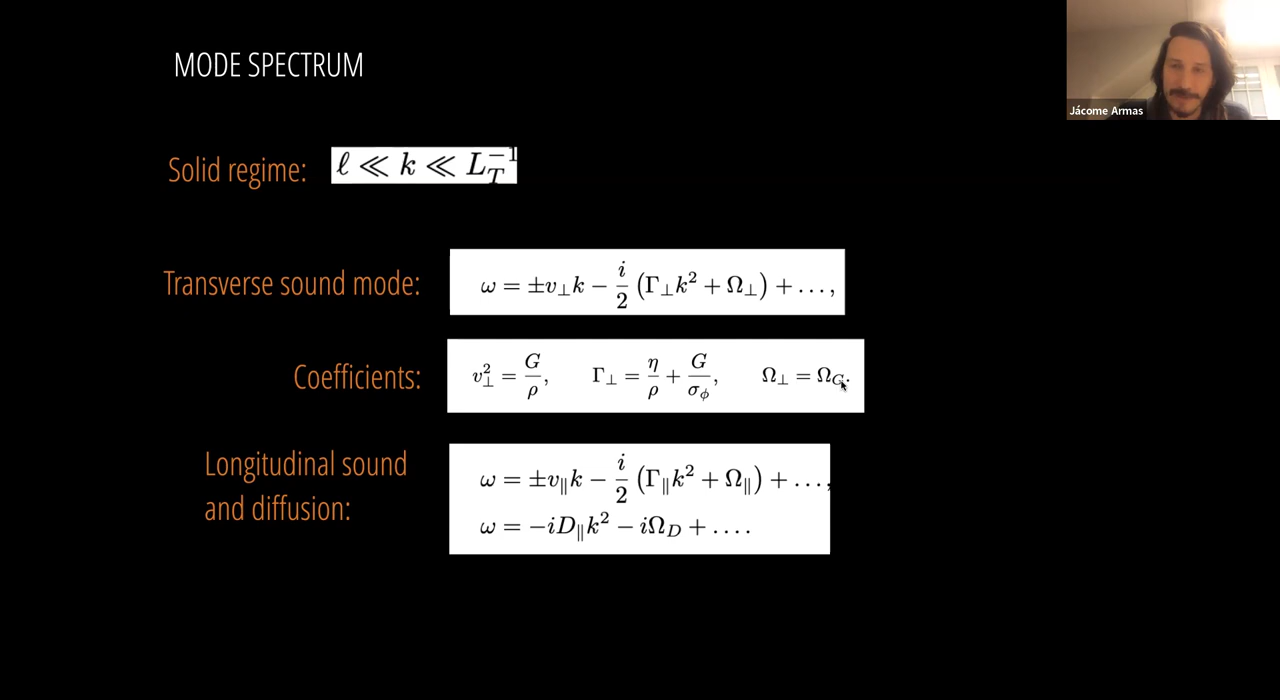 MODE SPECTRUM
Jácome Armas
Solid regime: ℓ ≪ k ≪ L_T^{-1}
Transverse sound mode: ω = ±v_⊥k − i/2 (Γ_⊥k² + Ω_⊥) + ...,
Coefficients: v_⊥² = G/ρ, Γ_⊥ = η/ρ + G/σ_ϕ, Ω_⊥ = Ω_G.
Longitudinal sound
and diffusion:
ω = ±v_∥k − i/2 (Γ_∥k² + Ω_∥) + ...,
ω = −iD_∥k² − iΩ_D + ....